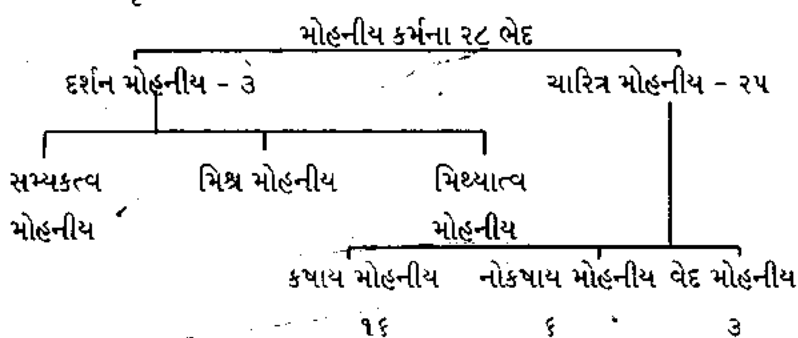 મોહનીય કર્મના ૨૮ ભેદ
દર્શન મોહનીય - ૩ ચારિત્ર મોહનીય - ૨૫
સમ્યકત્વ મિશ્ર મોહનીય મિથ્યાત્વ
મોહનીય મોહનીય
કષાય મોહનીય નોકષાય મોહનીય વેદ મોહનીય
૧૬ ૬ ૩